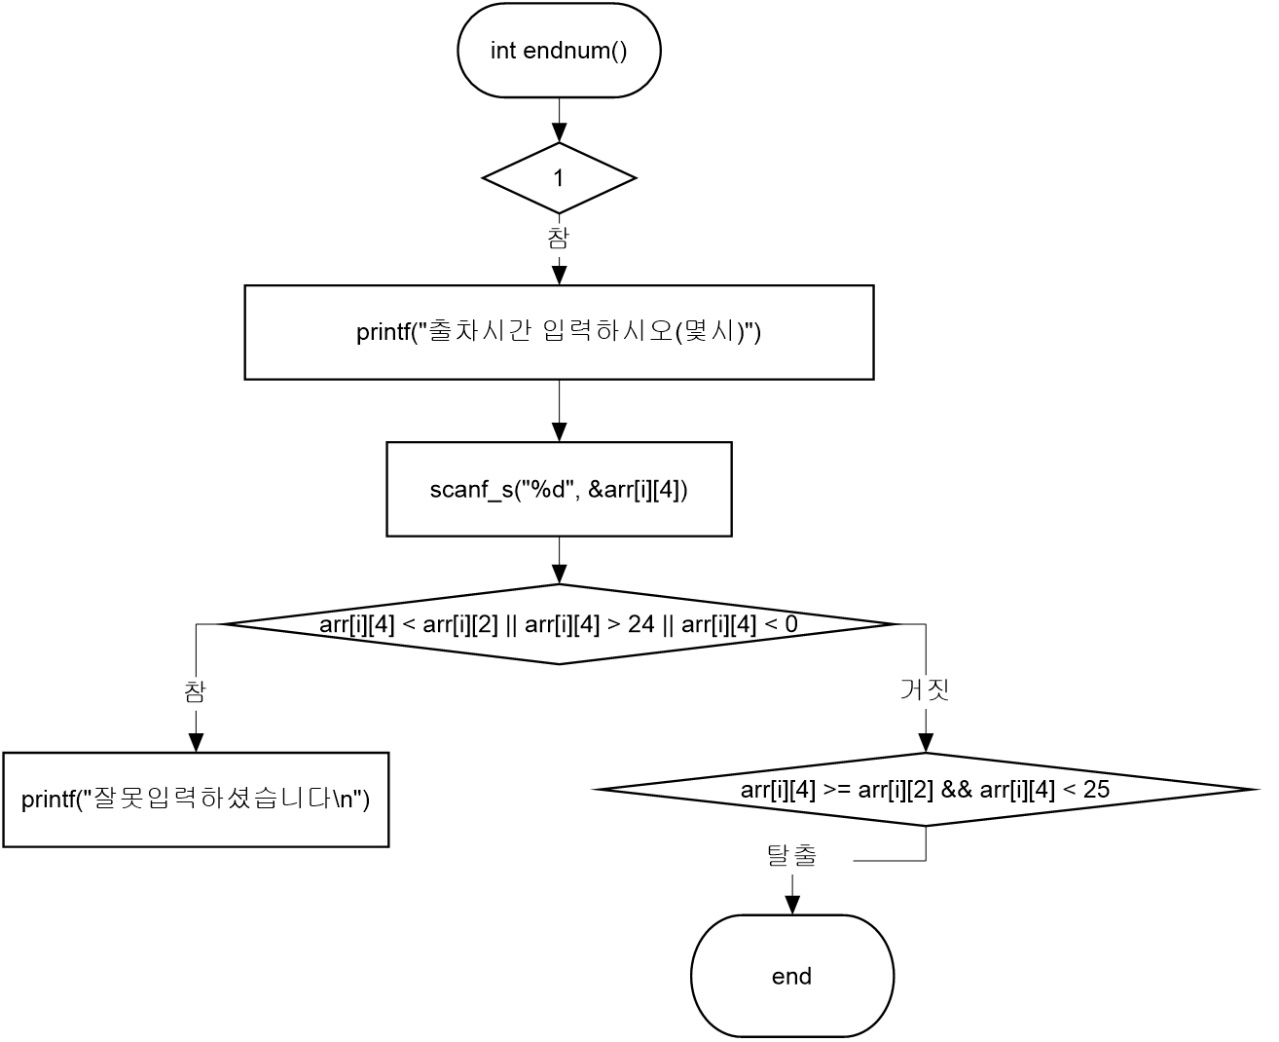 int endnum()
1
참
printf("출차시간 입력하시오(몇시)")
scanf_s("%d", &arr[i][4])
arr[i][4] < arr[i][2] || arr[i][4] > 24 || arr[i][4] < 0
참
거짓
printf("잘못입력하셨습니다\n")
arr[i][4] >= arr[i][2] && arr[i][4] < 25
탈출
end